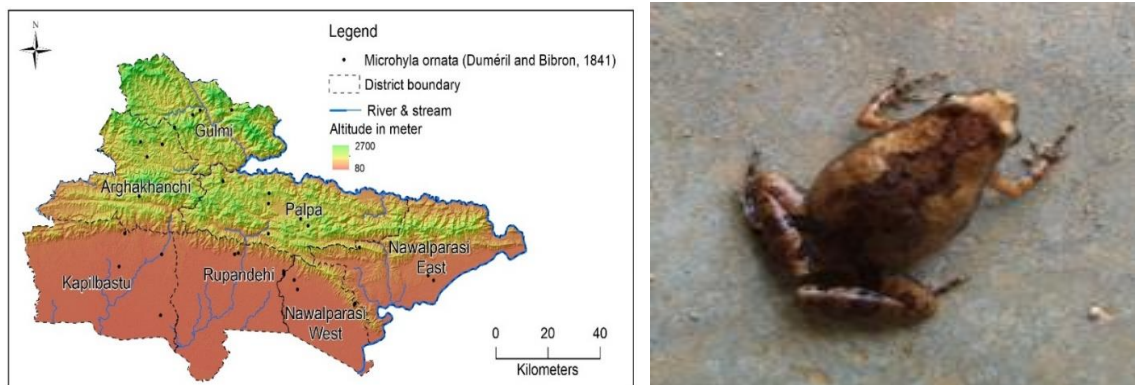 N
Legend
Microhyla ornata (Duméril and Bibron, 1841)
District boundary
River & stream
Altitude in meter
2700
80
Gulmi
Arghakhanchi
Palpa
Nawalparasi
East
Kapilbastu
Rupandehi
Nawalparasi
West
0 20 40
Kilometers